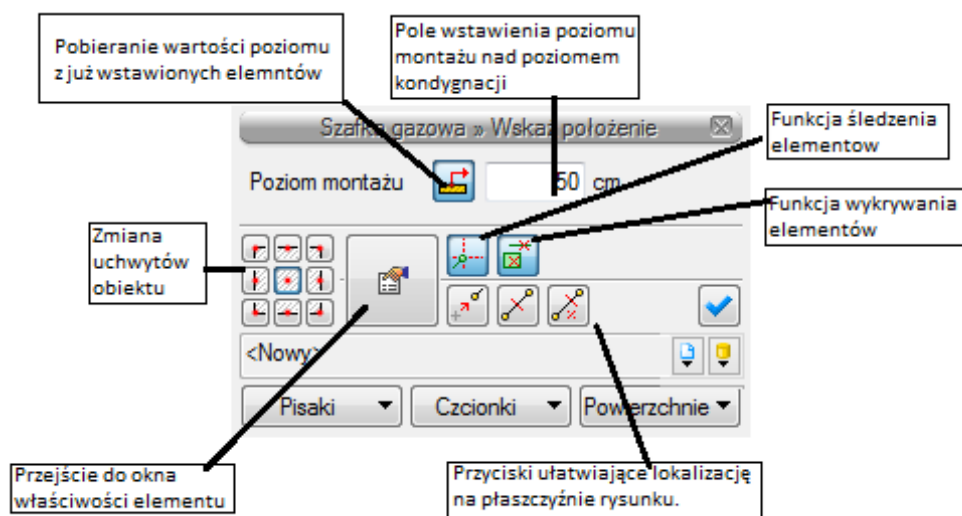 Pobieranie wartości poziomu
z już wstawionych elemntów
Pole wstawienia poziomu
montażu nad poziomem
kondygnacji
Szafka gazowa » Wskaż położenie
Funkcja śledzenia
elementow
Poziom montażu
50 cm
Funkcja wykrywania
elementów
Zmiana
uchwytów
obiektu
<Nowy>
Pisaki
Czcionki
Powierzchnie
Przejście do okna
właściwości elementu
Przyciski ułatwiające lokalizację
na płaszczyźnie rysunku.